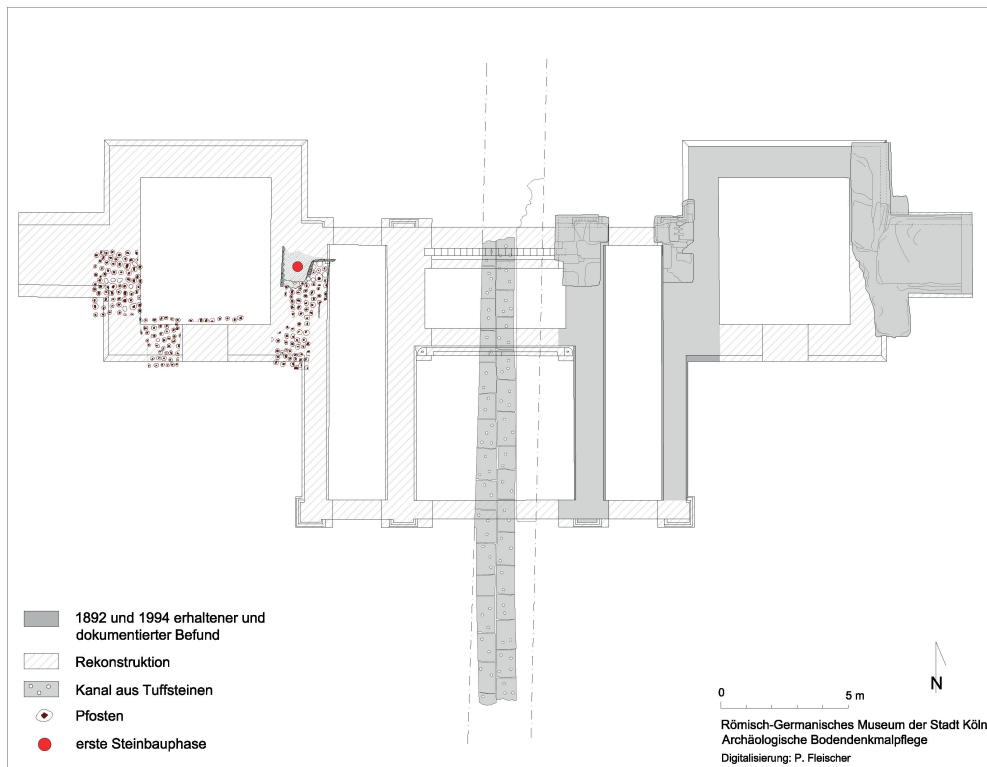 1892 und 1994 erhaltener und
dokumentierter Befund
Rekonstruktion
Kanal aus Tuffsteinen
Pfosten
erste Steinbauphase
N
0 5 m
Römisch-Germanisches Museum der Stadt Köln
Archäologische Bodendenkmalpflege
Digitalisierung: P. Fleischer